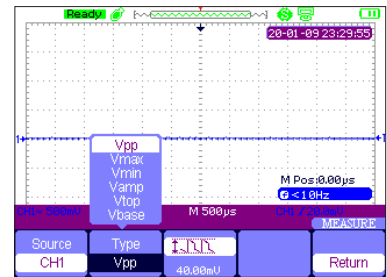 Ready
20-01-09 23:29:55
1
Vpp
Vmax
Vmin
Vamp
Vtop
Vbase
M Pos:0.00μs
<10Hz
CH1= 500mV
M 500μs
CH1 / 20.0mV
MEASURE
Source
CH1
Type
Vpp
40.00mV
Return